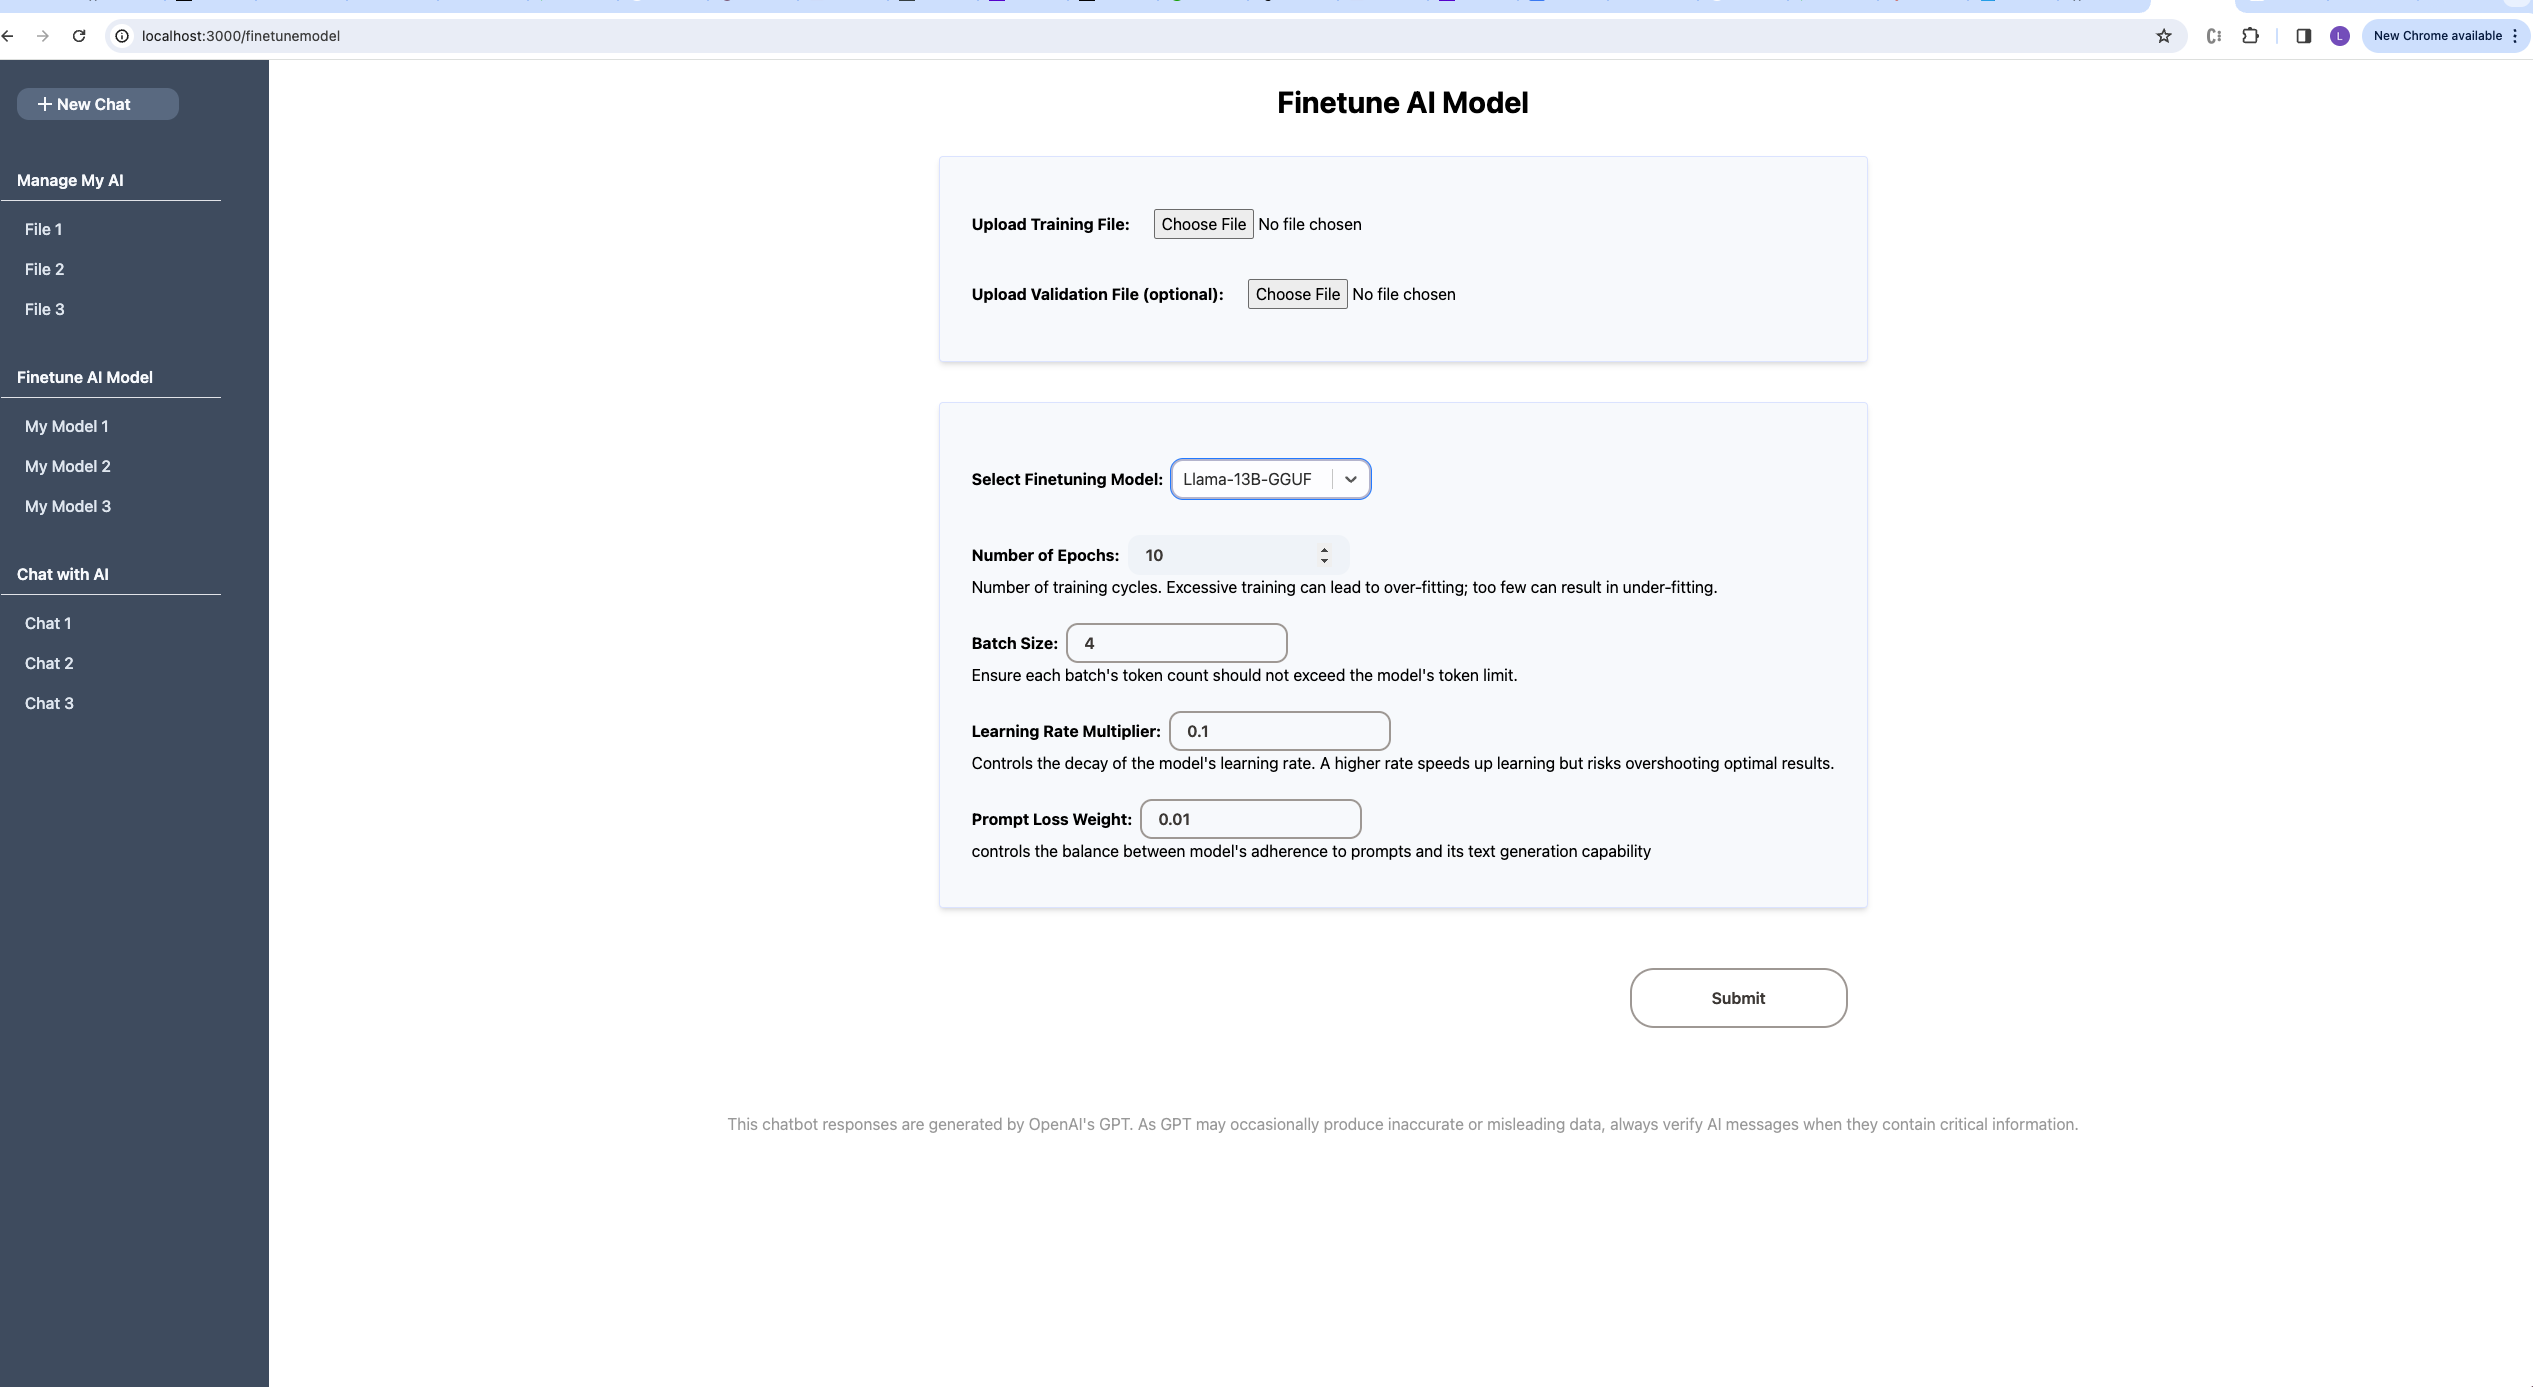 localhost:3000/finetunemodel
L
New Chrome available
New Chat
Manage My AI
File 1
File 2
File 3
Finetune AI Model
My Model 1
My Model 2
My Model 3
Chat with AI
Chat 1
Chat 2
Chat 3
Finetune AI Model
Upload Training File: Choose File No file chosen
Upload Validation File (optional): Choose File No file chosen
Select Finetuning Model: Llama-13B-GGUF
Number of Epochs: 10
Number of training cycles. Excessive training can lead to over-fitting; too few can result in under-fitting.
Batch Size: 4
Ensure each batch's token count should not exceed the model's token limit.
Learning Rate Multiplier: 0.1
Controls the decay of the model's learning rate. A higher rate speeds up learning but risks overshooting optimal results.
Prompt Loss Weight: 0.01
controls the balance between model's adherence to prompts and its text generation capability
Submit
This chatbot responses are generated by OpenAI's GPT. As GPT may occasionally produce inaccurate or misleading data, always verify AI messages when they contain critical information.